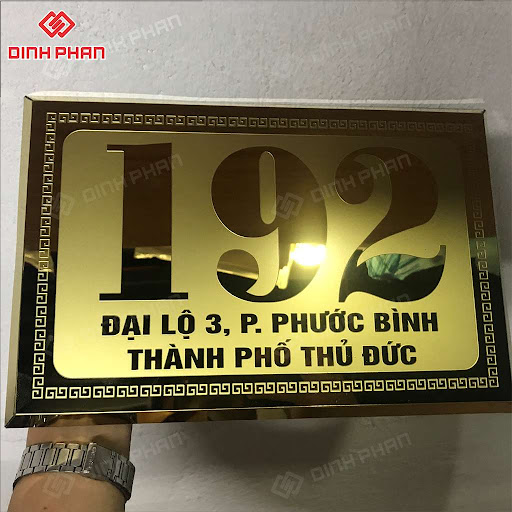 DINH PHAN
192
ĐẠI LỘ 3, P. PHƯỚC BÌNH
THÀNH PHỐ THỦ ĐỨC